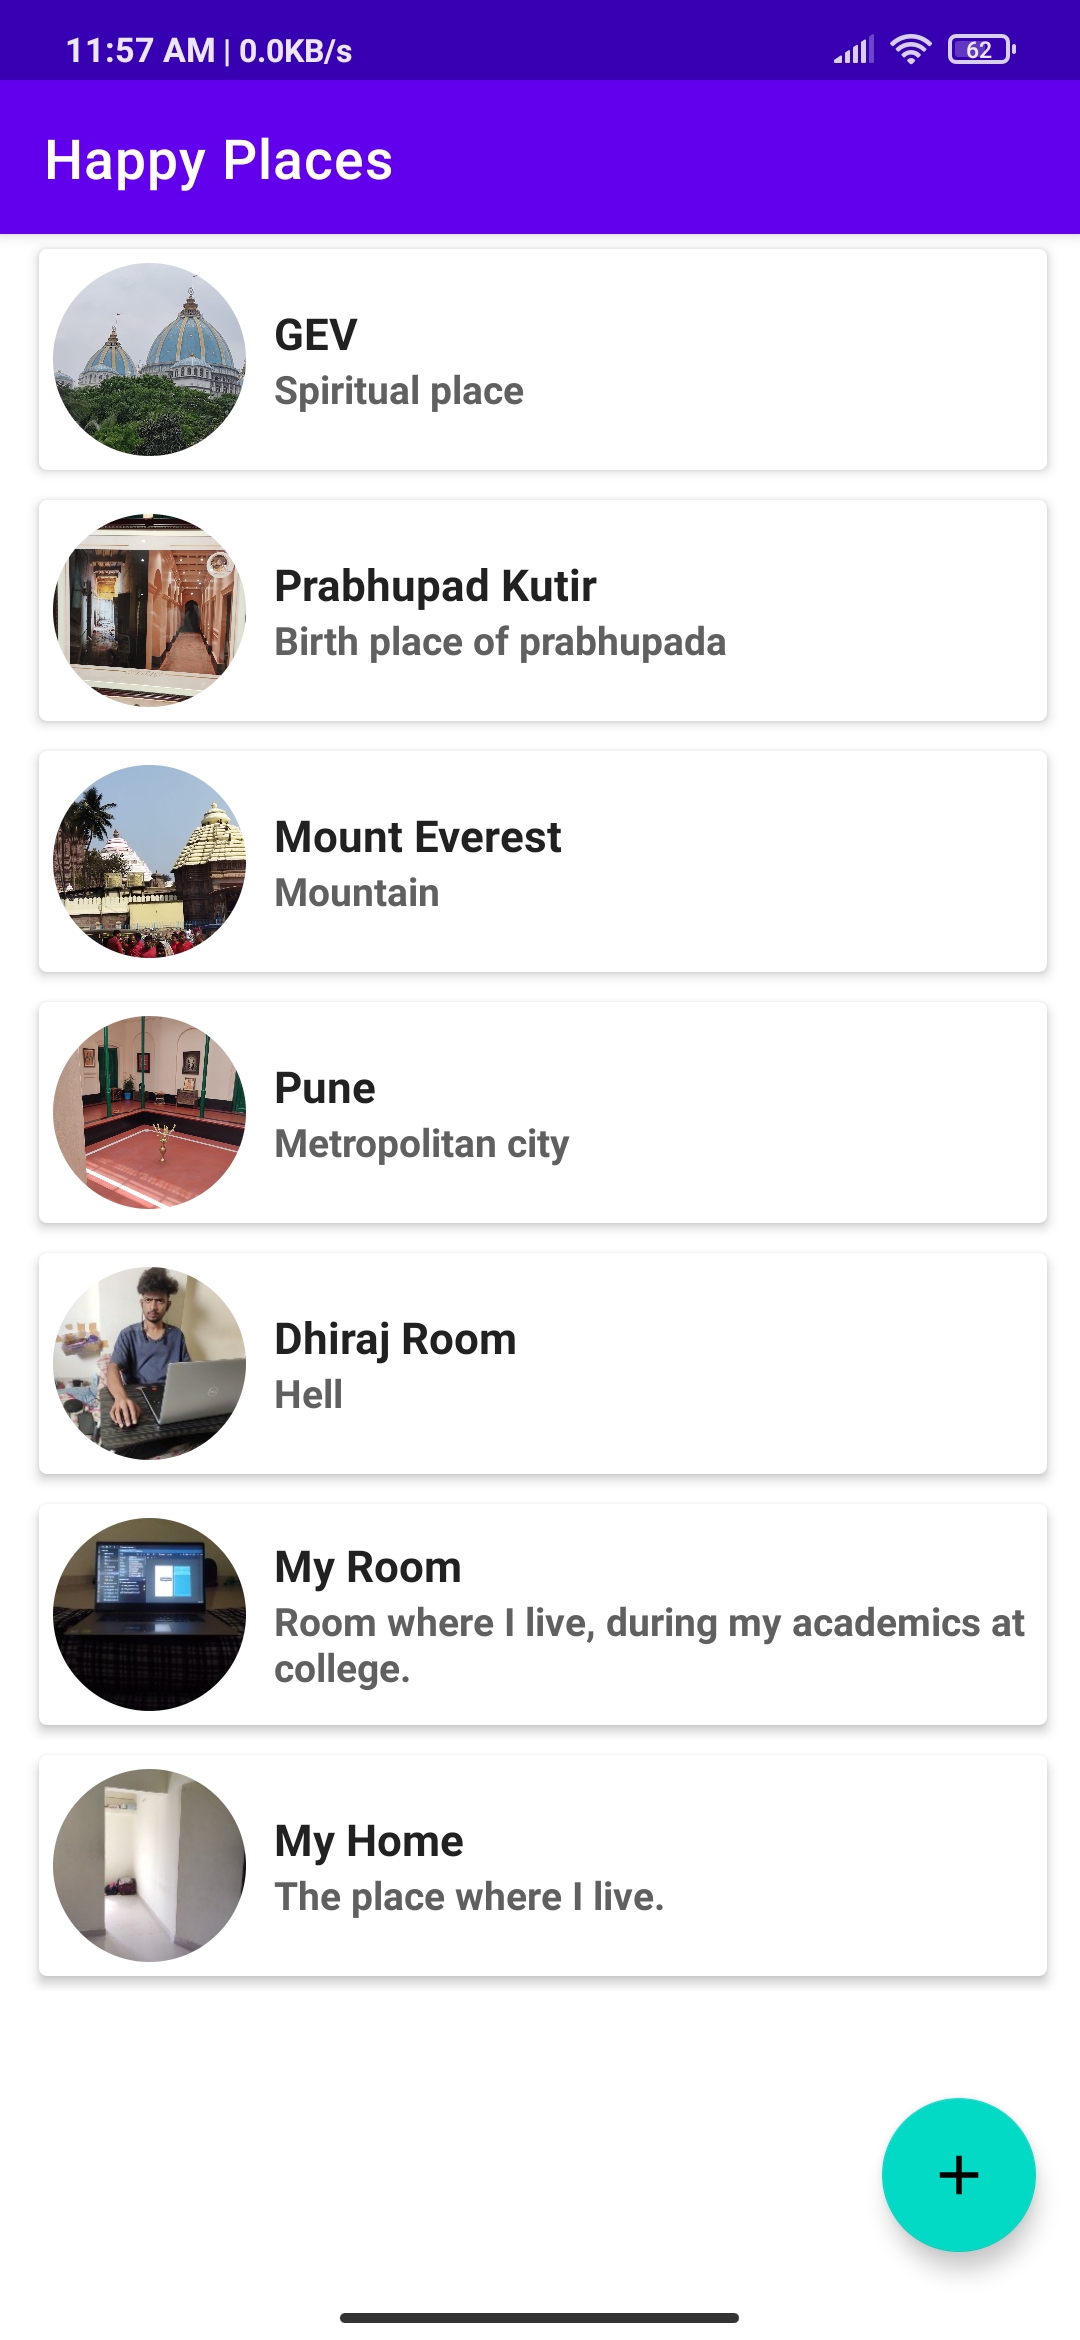 11:57 AM | 0.0KB/s
62
Happy Places
GEV
Spiritual place
Prabhupad Kutir
Birth place of prabhupada
Mount Everest
Mountain
Pune
Metropolitan city
Dhiraj Room
Hell
My Room
Room where I live, during my academics at
college.
My Home
The place where I live.